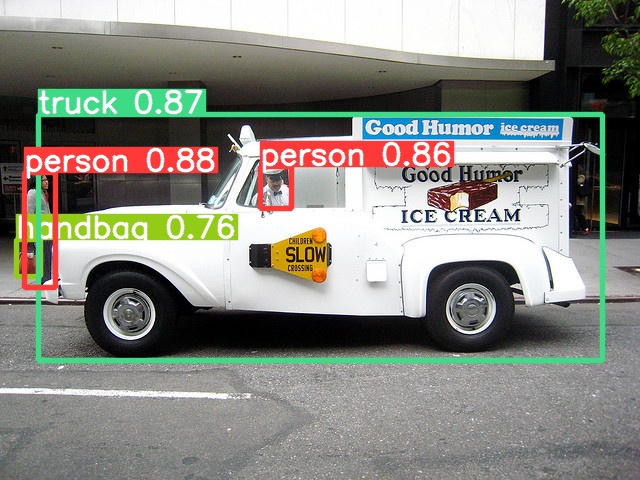 truck 0.87
Good Humor ice cream
person 0.88
person 0.86
Good Humor
ICE CREAM
handbag 0.76
CHILDREN
SLOW
CROSSING